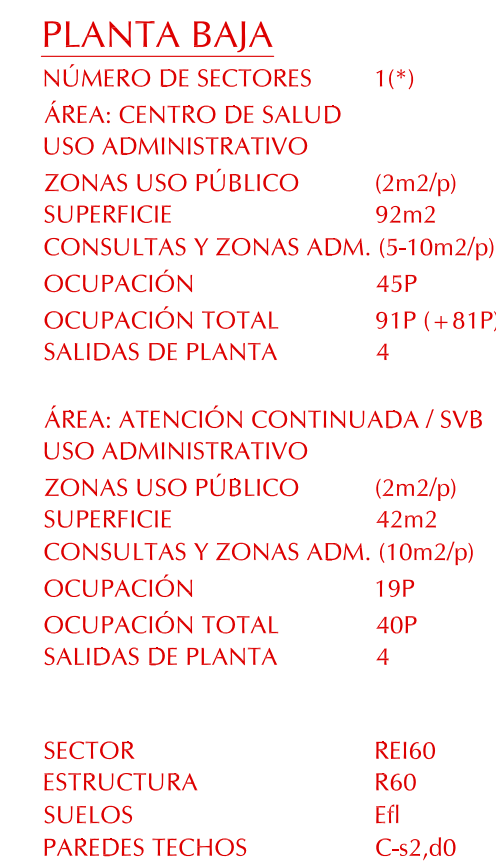 PLANTA BAJA
NÚMERO DE SECTORES 1(*)
ÁREA: CENTRO DE SALUD
USO ADMINISTRATIVO
ZONAS USO PÚBLICO (2m2/p)
SUPERFICIE 92m2
CONSULTAS Y ZONAS ADM. (5-10m2/p)
OCUPACIÓN 45P
OCUPACIÓN TOTAL 91P (+81P)
SALIDAS DE PLANTA 4
ÁREA: ATENCIÓN CONTINUADA / SVB
USO ADMINISTRATIVO
ZONAS USO PÚBLICO (2m2/p)
SUPERFICIE 42m2
CONSULTAS Y ZONAS ADM. (10m2/p)
OCUPACIÓN 19P
OCUPACIÓN TOTAL 40P
SALIDAS DE PLANTA 4
SECTOR REI60
ESTRUCTURA R60
SUELOS Efl
PAREDES TECHOS C-s2,d0